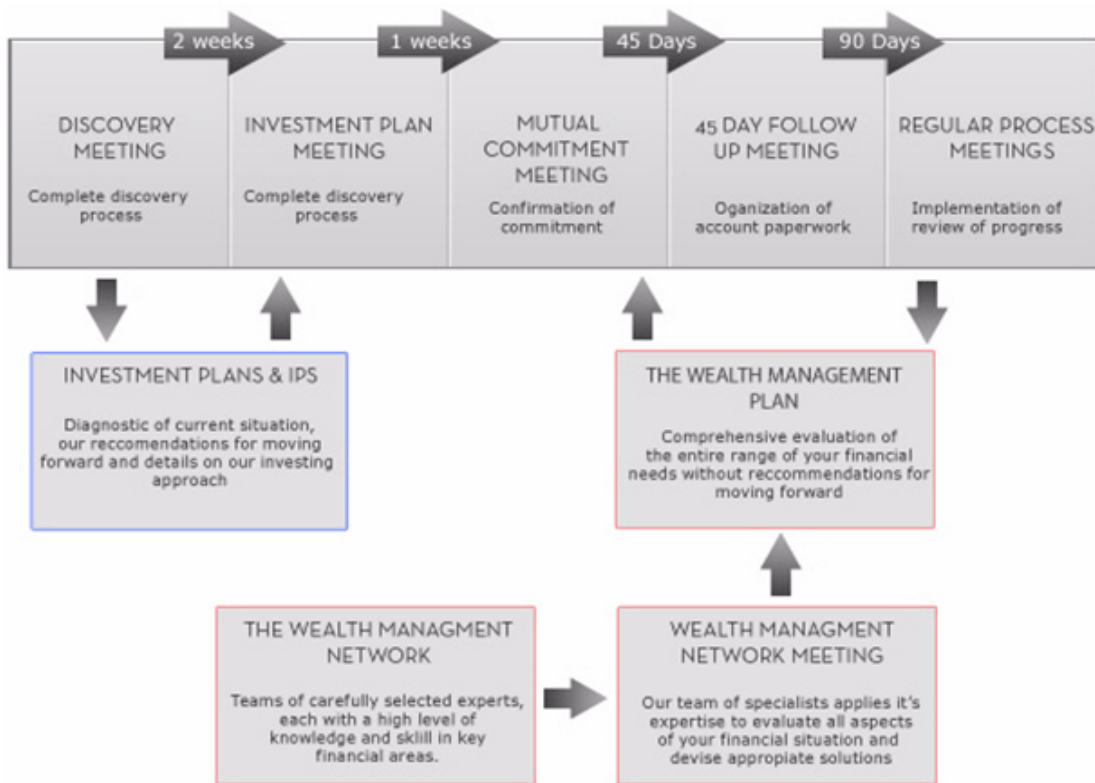 2 weeks
1 weeks
45 Days
90 Days
DISCOVERY
MEETING
Complete discovery
process
INVESTMENT PLAN
MEETING
Complete discovery
process
MUTUAL
COMMITMENT
MEETING
Confirmation of
commitment
45 DAY FOLLOW
UP MEETING
Oganization of
account paperwork
REGULAR PROCESS
MEETINGS
Implementation of
review of progress
INVESTMENT PLANS & IPS
Diagnostic of current situation,
our reccomendations for moving
forward and details on our investing
approach
THE WEALTH MANAGEMENT
PLAN
Comprehensive evaluation of
the entire range of your financial
needs without reccommendations for
moving forward
THE WEALTH MANAGMENT
NETWORK
Teams of carefully selected experts,
each with a high level of
knowledge and skliill in key
financial areas.
WEALTH MANAGMENT
NETWORK MEETING
Our team of specialists applies it's
expertise to evaluate all aspects
of your financial situation and
devise appropiate solutions